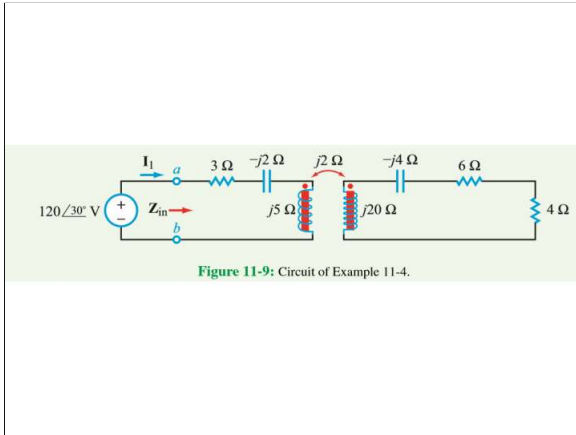 I₁ a 3 Ω −j2 Ω j2 Ω −j4 Ω 6 Ω
120/30° V + − Zin b j5 Ω j20 Ω 4 Ω
Figure 11-9: Circuit of Example 11-4.